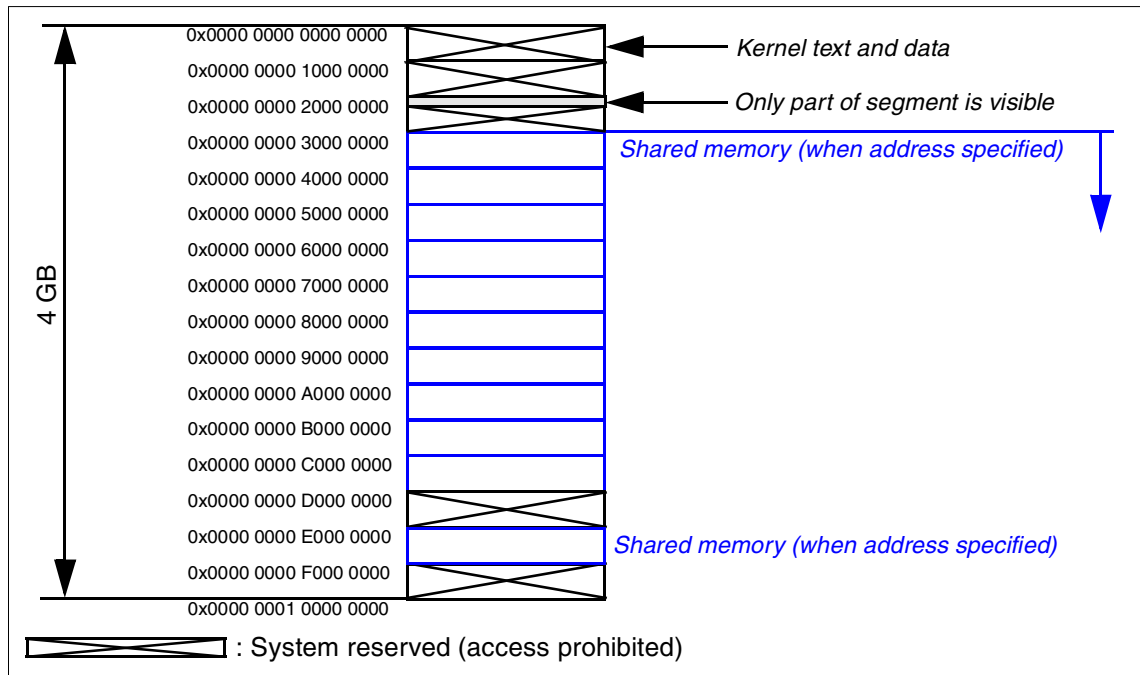 0x0000 0000 0000 0000
Kernel text and data
0x0000 0000 1000 0000
0x0000 0000 2000 0000
Only part of segment is visible
0x0000 0000 3000 0000
Shared memory (when address specified)
0x0000 0000 4000 0000
0x0000 0000 5000 0000
0x0000 0000 6000 0000
0x0000 0000 7000 0000
4 GB
0x0000 0000 8000 0000
0x0000 0000 9000 0000
0x0000 0000 A000 0000
0x0000 0000 B000 0000
0x0000 0000 C000 0000
0x0000 0000 D000 0000
0x0000 0000 E000 0000
Shared memory (when address specified)
0x0000 0000 F000 0000
0x0000 0001 0000 0000
: System reserved (access prohibited)